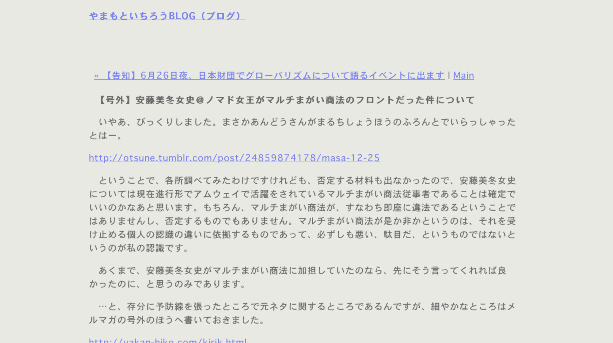 やまもといちろうBLOG（ブログ）
« 【告知】6月26日夜、日本財団でグローバリズムについて語るイベントに出ます | Main
【号外】安藤美冬女史@ノマド女王がマルチまがい商法のフロントだった件について
いやあ、びっくりしました。まさかあんどうさんがまるちしょうほうのふろんとでいらっしゃった
とはー。
http://otsune.tumblr.com/post/24859874178/masa-12-25
ということで、各所調べてみたわけですけれども、否定する材料も出なかったので、安藤美冬女史
については現在進行形でアムウェイで活躍をされているマルチまがい商法従事者であることは確定で
いいのかなあと思います。もちろん、マルチまがい商法が、すなわち即座に違法であるということで
はありませんし、否定するものでもありません。マルチまがい商法が是か非かというのは、それを受
け止める個人の認識の違いに依拠するものであって、必ずしも悪い、駄目だ、というものではないと
いうのが私の認識です。
あくまで、安藤美冬女史がマルチまがい商法に加担していたのなら、先にそう言ってくれれば良
かったのに、と思うのみであります。
…と、存分に予防線を張ったところで元ネタに関するところであるんですが、細やかなところはメ
ルマガの号外のほうへ書いておきました。
http://yakan-hiko.com/kirik.html